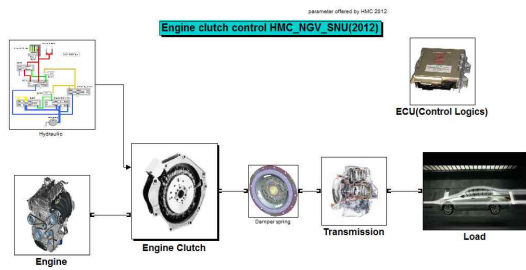 parameter offered by HMC 2012
Engine clutch control HMC_NGV_SNU(2012)
ECU(Control Logics)
Hydraulic
Engine
Engine Clutch
Damper spring
Transmission
Load